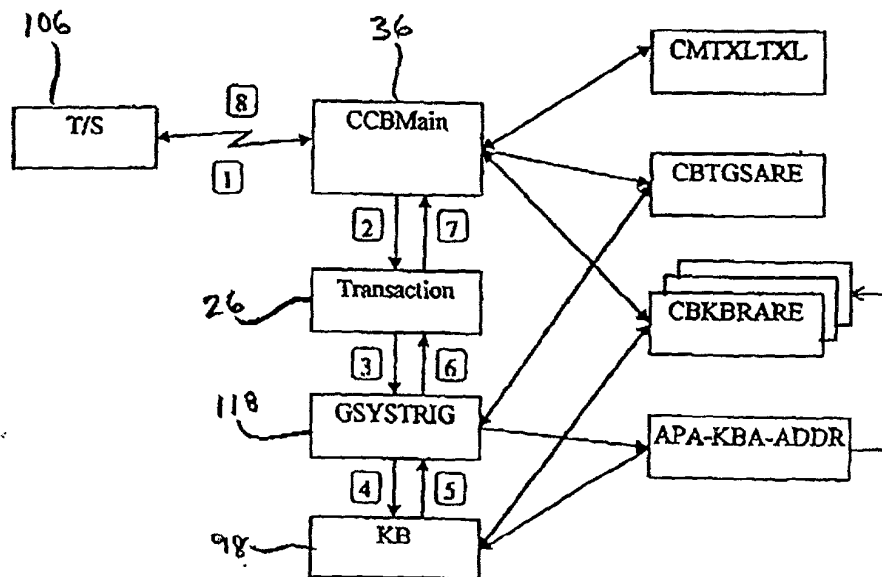 106
36
T/S
8
1
CCBMain
CMTXLTXL
CBTGSARE
2
7
26
Transaction
CBKBRARE
3
6
118
GSYSTRIG
APA-KBA-ADDR
4
5
98
KB